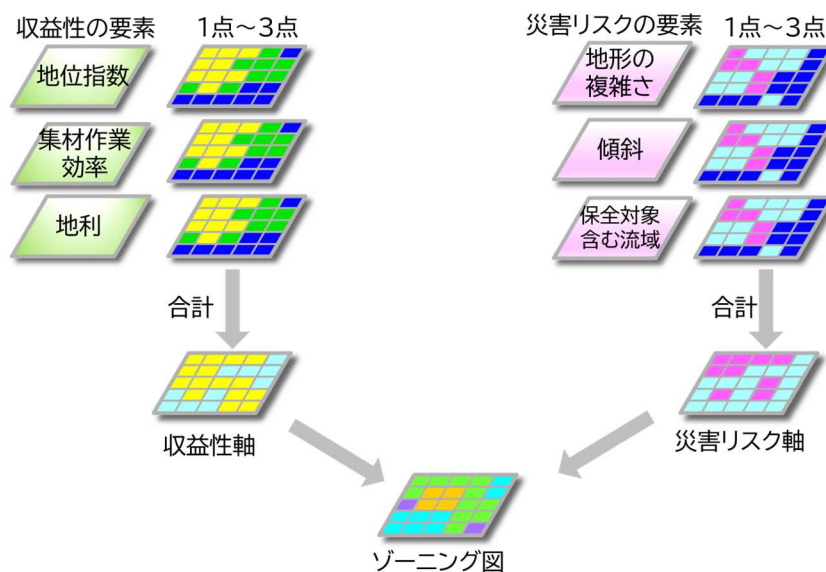 収益性の要素
1点～3点
地位指数
集材作業
効率
地利
合計
収益性軸
災害リスクの要素
1点～3点
地形の
複雑さ
傾斜
保全対象
含む流域
合計
災害リスク軸
ゾーニング図